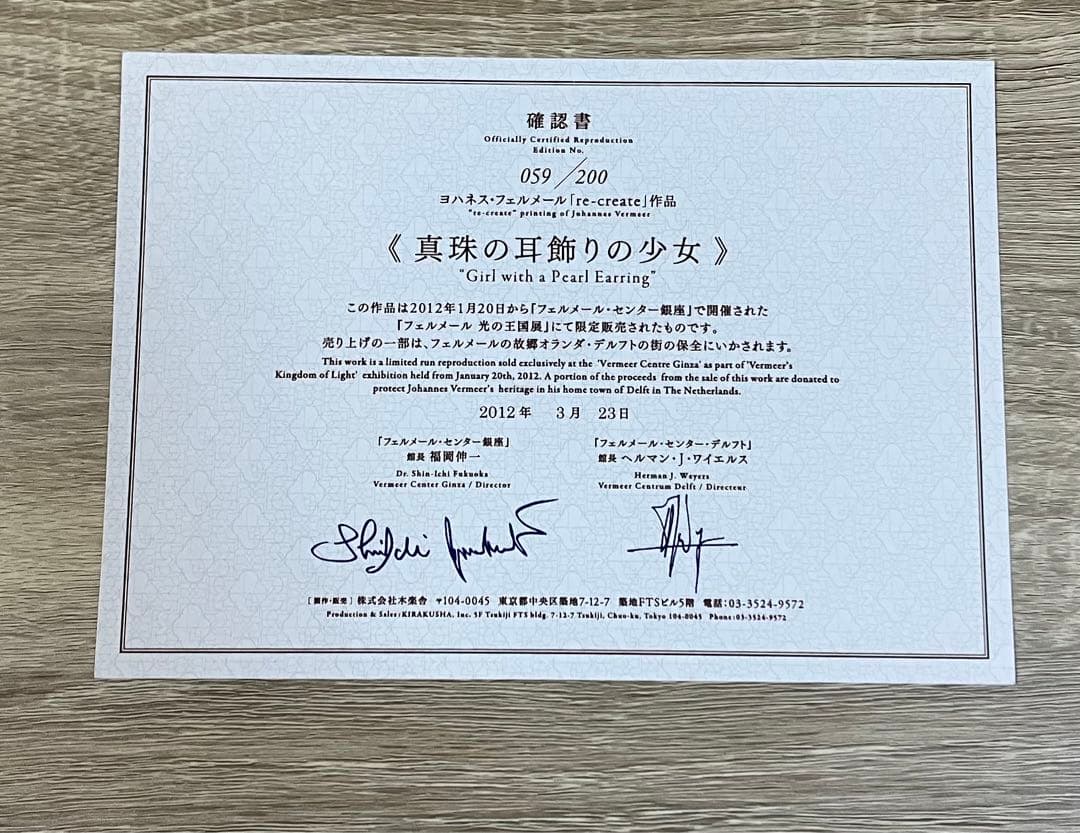 確認書
Officially Certified Reproduction
Edition No.
059/200
ヨハネス・フェルメール「re-create」作品
"re-create" printing of Johannes Vermeer
《 真珠の耳飾りの少女 》
"Girl with a Pearl Earring"
この作品は2012年1月20日から「フェルメール・センター銀座」で開催された
「フェルメール 光の王国展」にて限定販売されたものです。
売り上げの一部は、フェルメールの故郷オランダ・デルフトの街の保全にいかされます。
This work is a limited run reproduction sold exclusively at the 'Vermeer Centre Ginza' as part of 'Vermeer's
Kingdom of Light' exhibition held from January 20th, 2012. A portion of the proceeds from the sale of this work are donated to
protect Johannes Vermeer's heritage in his home town of Delft in The Netherlands.
2012年 3月 23日
「フェルメール・センター銀座」
館長 福岡伸一
Dr. Shin-Ichi Fukuoka
Vermeer Center Ginza / Director
「フェルメール・センター・デルフト」
館長 ヘルマン・J・ワイエルス
Herman J. Weyers
Vermeer Centrum Delft / Directeur
[製作・販売] 株式会社木楽舎 〒104-0045 東京都中央区築地7-12-7 築地FTSビル5階 電話:03-3524-9572
Production & Sales:KIRAKUSHA, Inc. 5F Tsukiji FTS bldg. 7-12-7 Tsukiji, Chuo-ku, Tokyo 104-0045 Phone:03-3524-9572